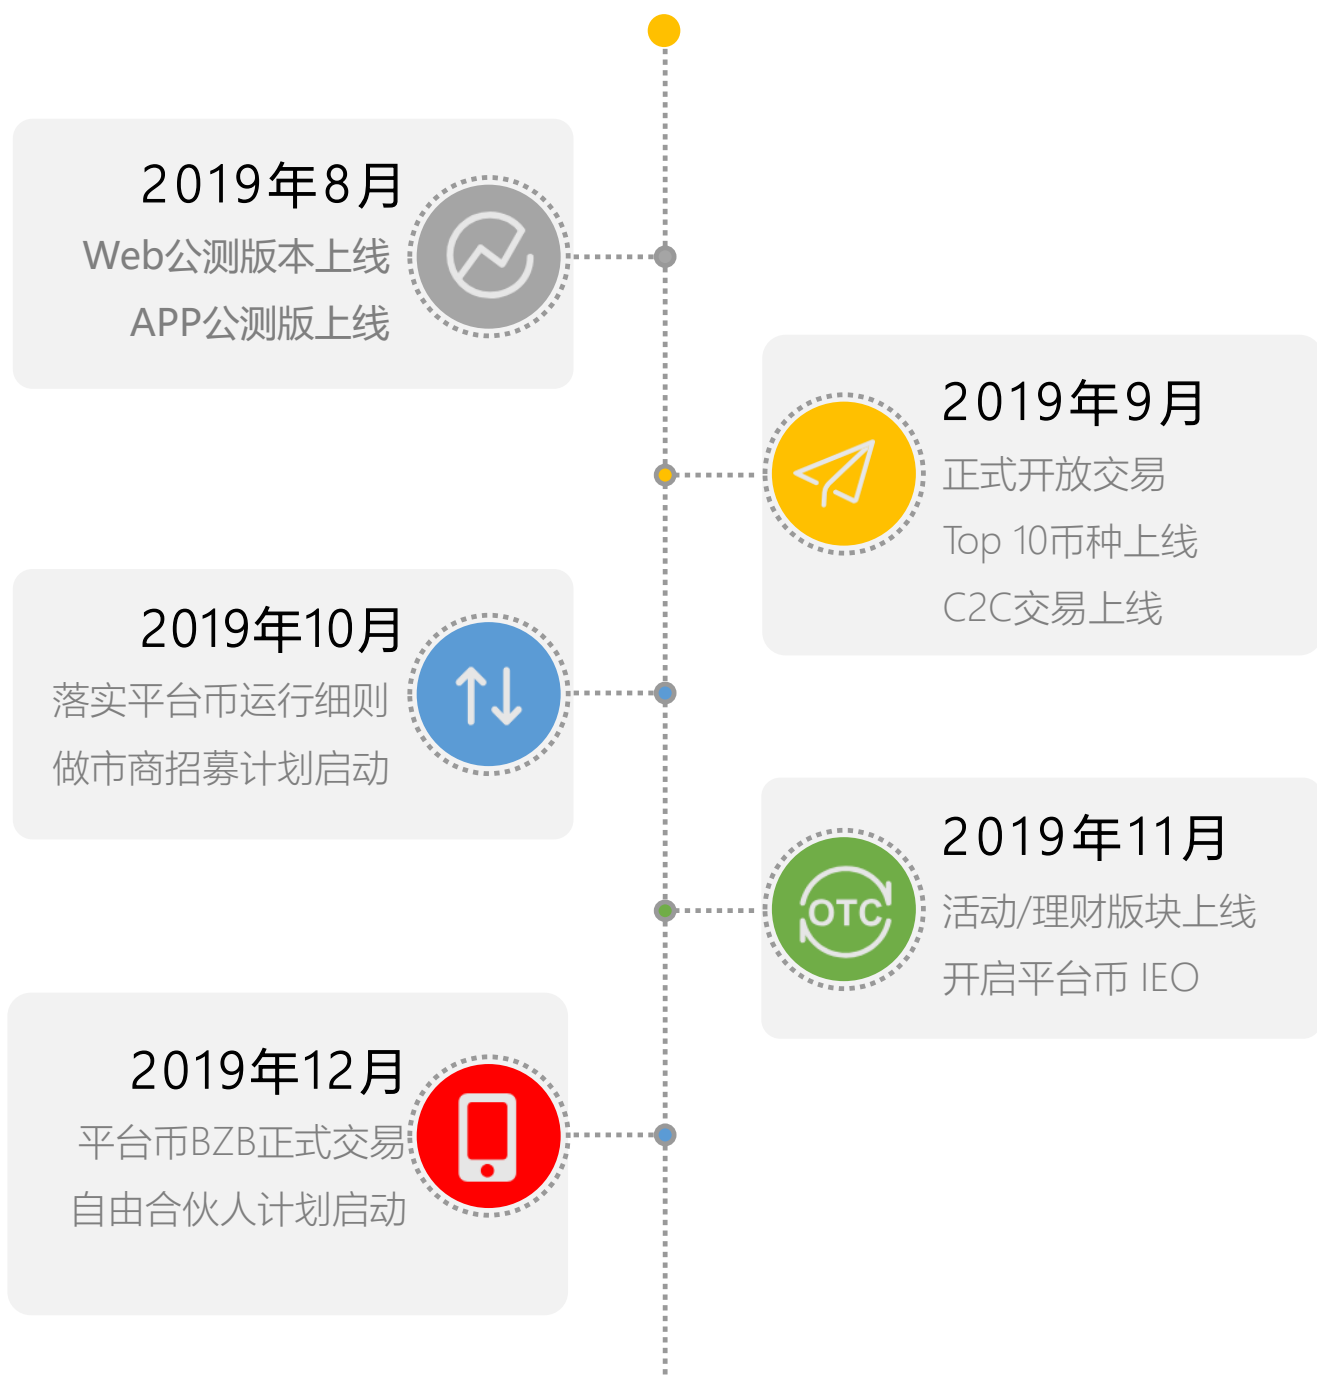 2019年8月
Web公测版本上线
APP公测版上线
2019年9月
正式开放交易
Top 10币种上线
C2C交易上线
2019年10月
落实平台币运行细则
做市商招募计划启动
2019年11月
OTC
活动/理财版块上线
开启平台币 IEO
2019年12月
平台币BZB正式交易
自由合伙人计划启动